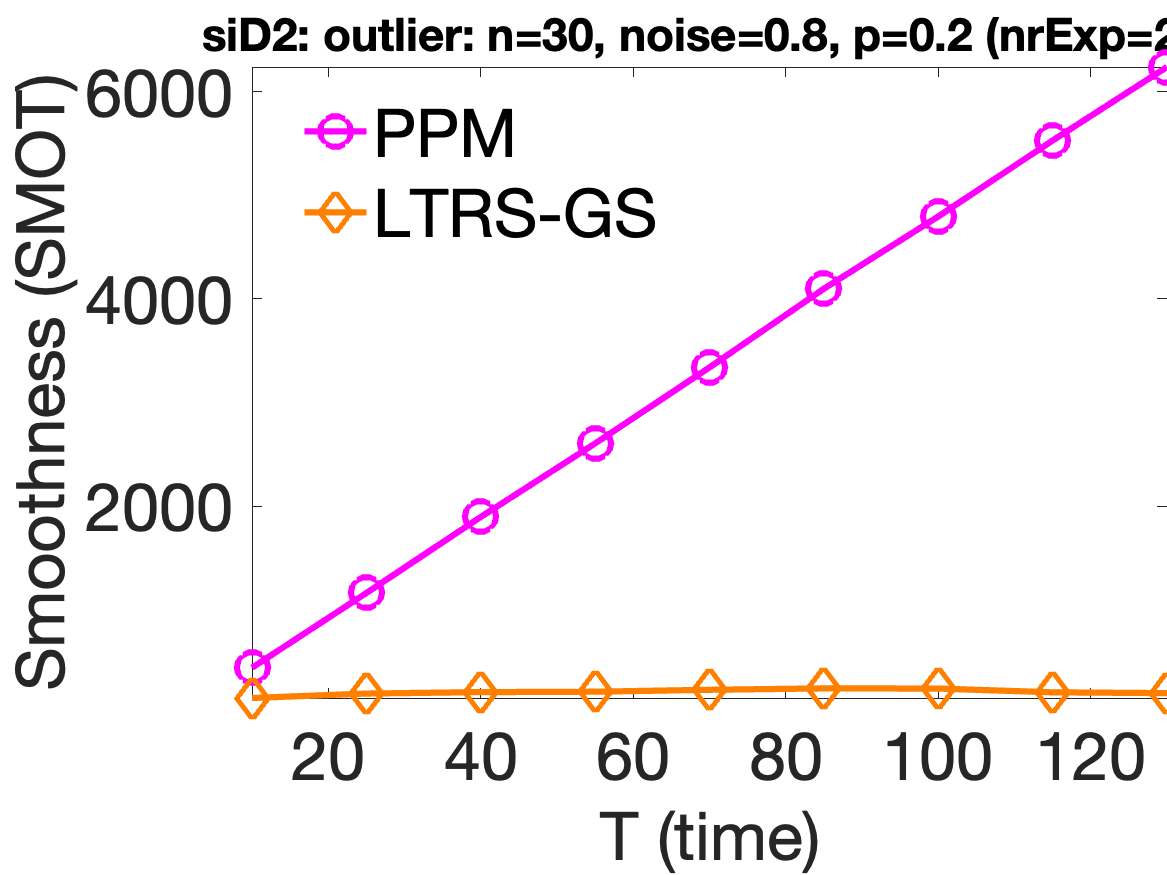 siD2: outlier: n=30, noise=0.8, p=0.2 (nrExp=2
6000
4000
2000
Smoothness (SMOT)
PPM
LTRS-GS
20 40 60 80 100 120
T (time)